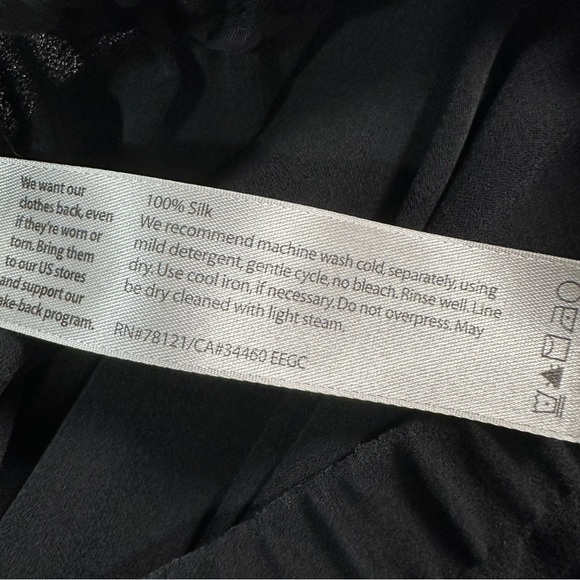 We want our
clothes back, even
if they're worn or
torn. Bring them
to our US stores
and support our
take-back program.
100% Silk
We recommend machine wash cold, separately, using
mild detergent, gentle cycle, no bleach. Rinse well. Line
dry. Use cool iron, if necessary. Do not overpress. May
be dry cleaned with light steam.
RN#78121/CA#34460 EEGC